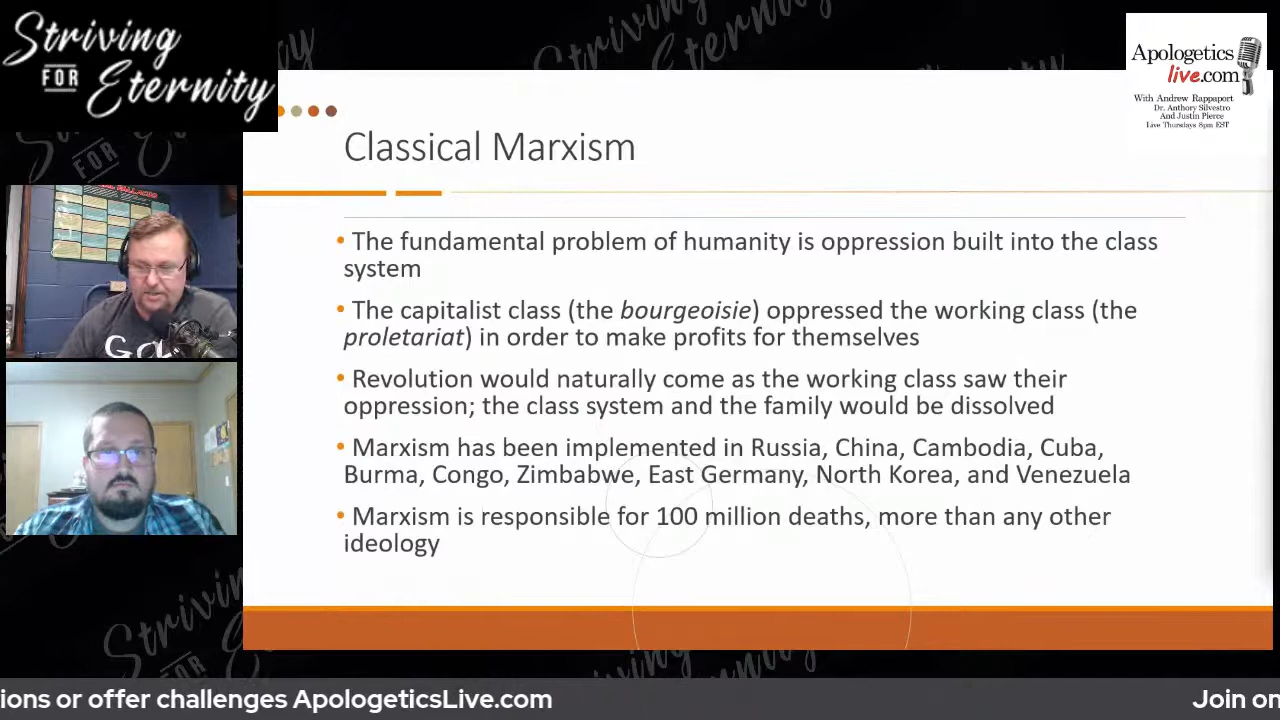 Striving
FOR
Eternity
Apologetics
live.com
With Andrew Rappaport
Dr. Anthony Silvestro
And Justin Pierce
Live Thursdays 8pm EST
Classical Marxism
• The fundamental problem of humanity is oppression built into the class
system
• The capitalist class (the bourgeoisie) oppressed the working class (the
proletariat) in order to make profits for themselves
• Revolution would naturally come as the working class saw their
oppression; the class system and the family would be dissolved
• Marxism has been implemented in Russia, China, Cambodia, Cuba,
Burma, Congo, Zimbabwe, East Germany, North Korea, and Venezuela
• Marxism is responsible for 100 million deaths, more than any other
ideology
ions or offer challenges ApologeticsLive.com
Join on